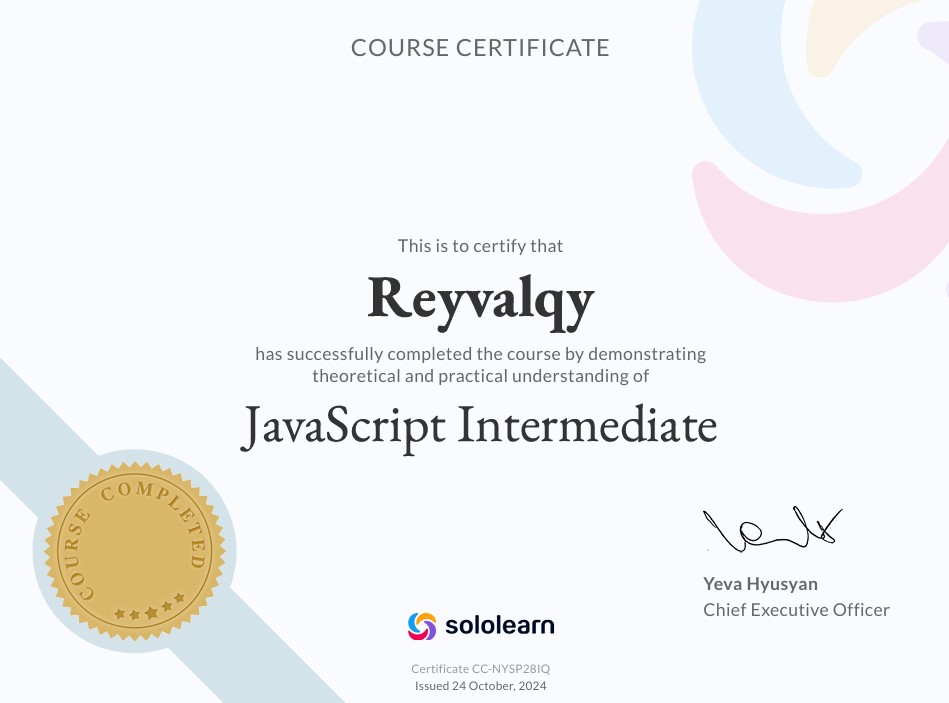 COURSE CERTIFICATE
This is to certify that
Reyvalqy
has successfully completed the course by demonstrating
theoretical and practical understanding of
JavaScript Intermediate
COURSE COMPLETED
Yeva Hyusyan
Chief Executive Officer
sololearn
Certificate CC-NYSP28IQ
Issued 24 October, 2024